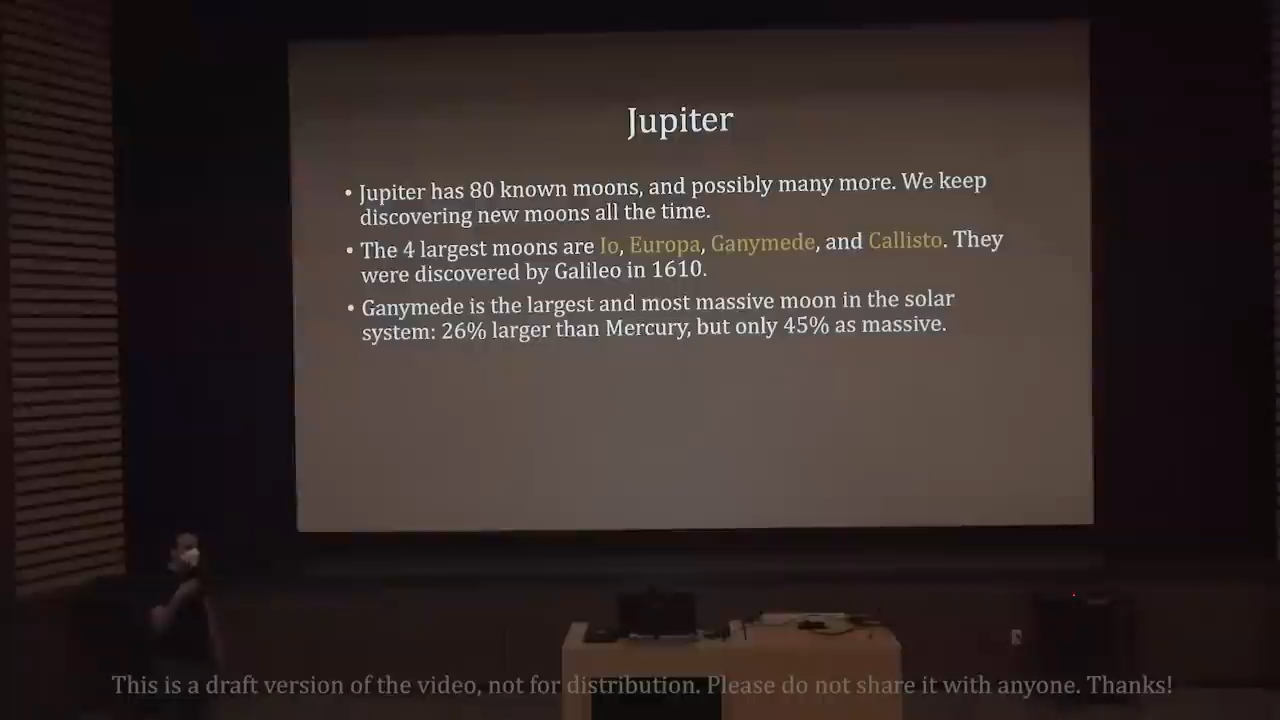 Jupiter
• Jupiter has 80 known moons, and possibly many more. We keep
discovering new moons all the time.
• The 4 largest moons are Io, Europa, Ganymede, and Callisto. They
were discovered by Galileo in 1610.
• Ganymede is the largest and most massive moon in the solar
system: 26% larger than Mercury, but only 45% as massive.
This is a draft version of the video, not for distribution. Please do not share it with anyone. Thanks!